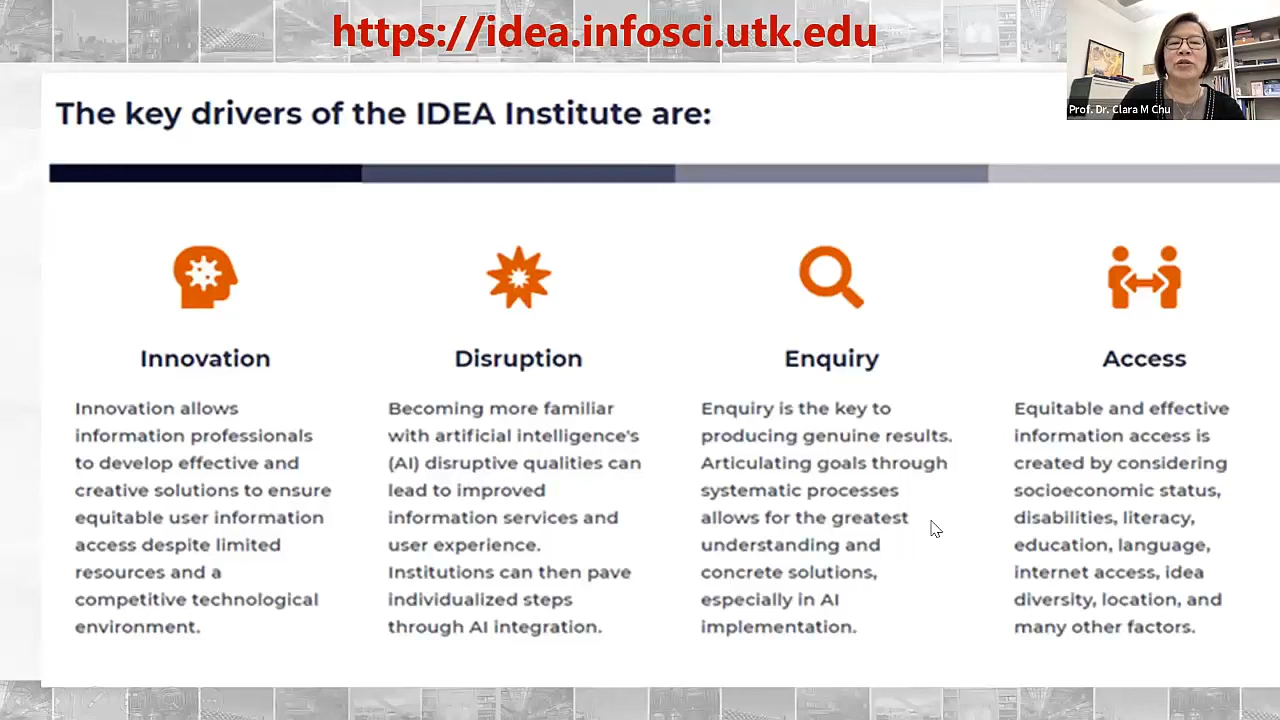 https://idea.infosci.utk.edu
Prof. Dr. Clara M Chu
The key drivers of the IDEA Institute are:
Innovation
Innovation allows
information professionals
to develop effective and
creative solutions to ensure
equitable user information
access despite limited
resources and a
competitive technological
environment.
Disruption
Becoming more familiar
with artificial intelligence's
(AI) disruptive qualities can
lead to improved
information services and
user experience.
Institutions can then pave
individualized steps
through AI integration.
Enquiry
Enquiry is the key to
producing genuine results.
Articulating goals through
systematic processes
allows for the greatest
understanding and
concrete solutions,
especially in AI
implementation.
Access
Equitable and effective
information access is
created by considering
socioeconomic status,
disabilities, literacy,
education, language,
internet access, idea
diversity, location, and
many other factors.